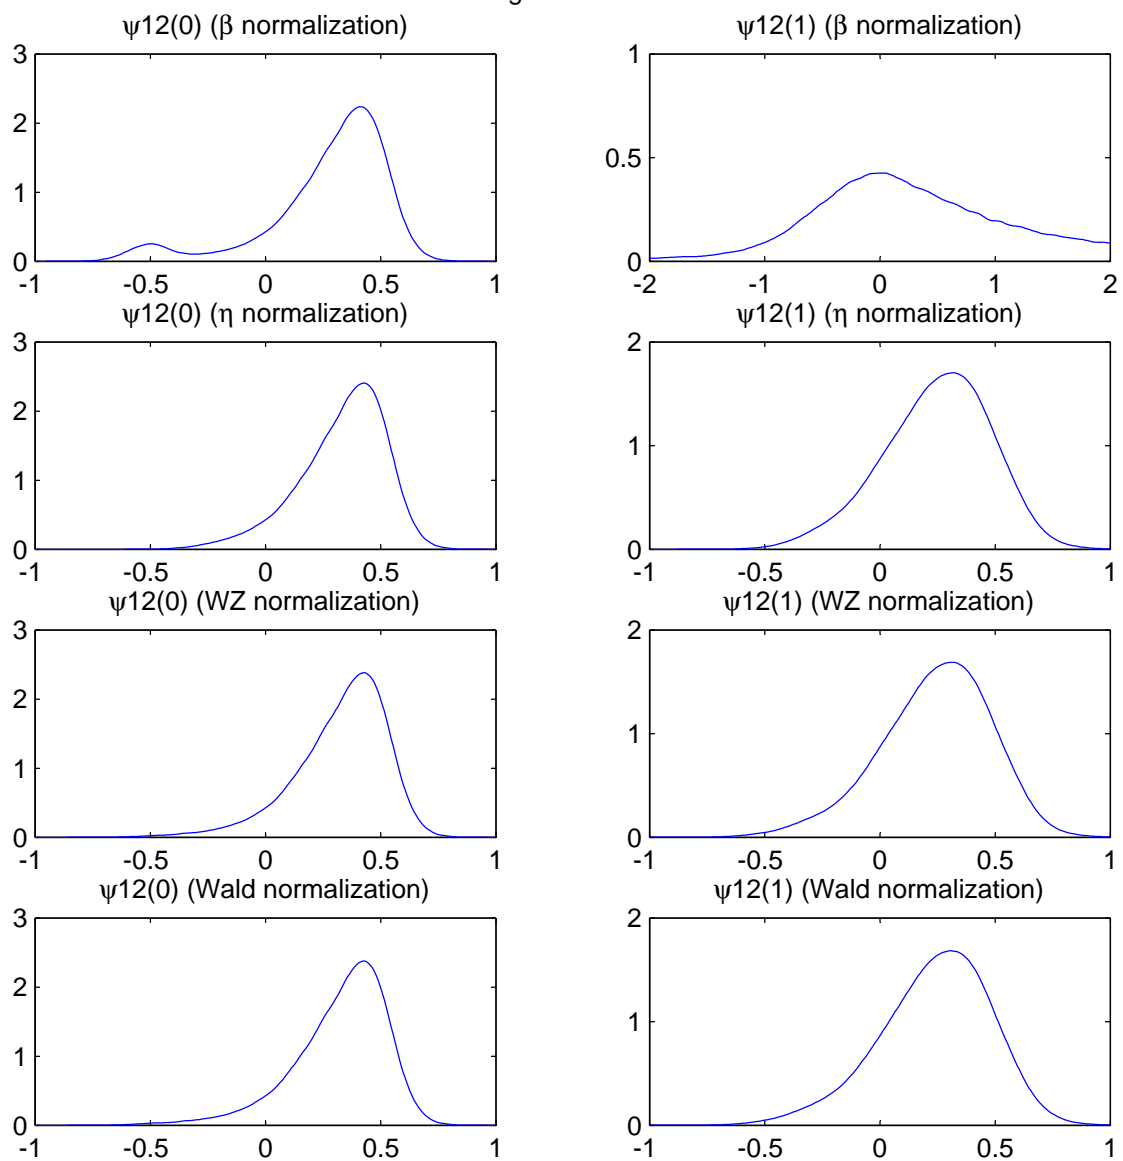 ψ12(0) (β normalization)
3
2
1
0
-1 -0.5 0 0.5 1
ψ12(1) (β normalization)
1
0.5
0
-2 -1 0 1 2
ψ12(0) (η normalization)
3
2
1
0
-1 -0.5 0 0.5 1
ψ12(1) (η normalization)
2
1
0
-1 -0.5 0 0.5 1
ψ12(0) (WZ normalization)
3
2
1
0
-1 -0.5 0 0.5 1
ψ12(1) (WZ normalization)
2
1
0
-1 -0.5 0 0.5 1
ψ12(0) (Wald normalization)
3
2
1
0
-1 -0.5 0 0.5 1
ψ12(1) (Wald normalization)
2
1
0
-1 -0.5 0 0.5 1